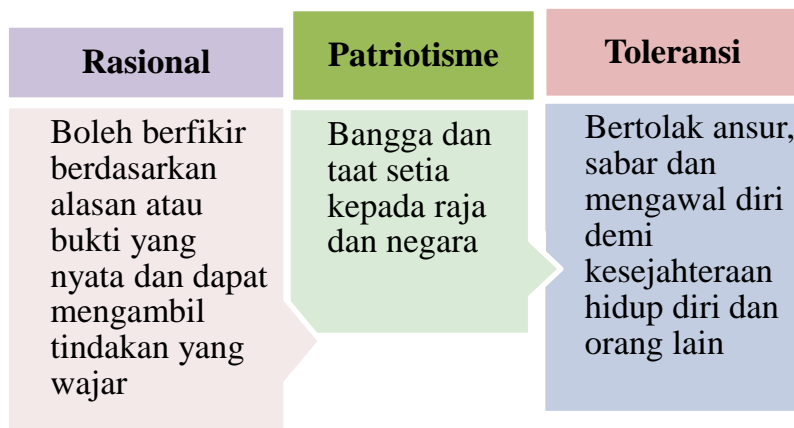 Rasional
Boleh berfikir
berdasarkan
alasan atau
bukti yang
nyata dan dapat
mengambil
tindakan yang
wajar
Patriotisme
Bangga dan
taat setia
kepada raja
dan negara
Toleransi
Bertolak ansur,
sabar dan
mengawal diri
demi
kesejahteraan
hidup diri dan
orang lain